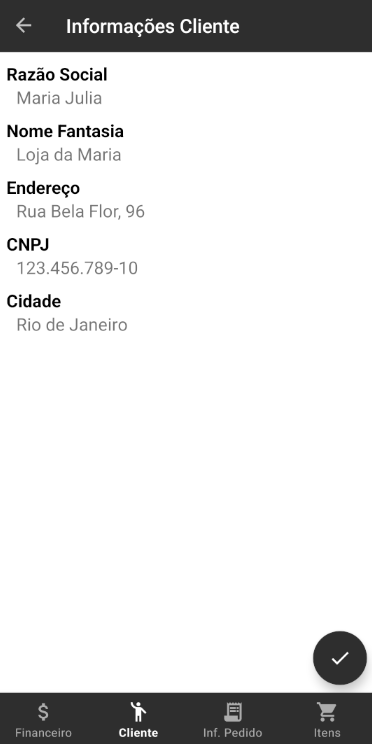 Informações Cliente
Razão Social
Maria Julia
Nome Fantasia
Loja da Maria
Endereço
Rua Bela Flor, 96
CNPJ
123.456.789-10
Cidade
Rio de Janeiro
Financeiro
Cliente
Inf. Pedido
Itens